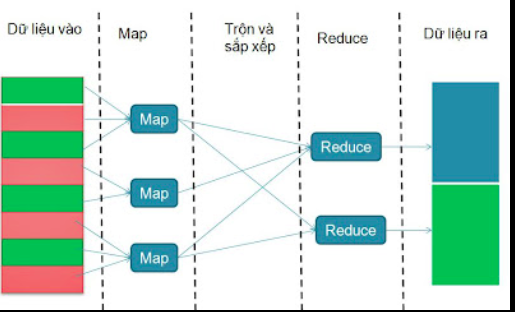 Dữ liệu vào
Map
Trộn và
sắp xếp
Reduce
Dữ liệu ra
Map
Map
Map
Reduce
Reduce